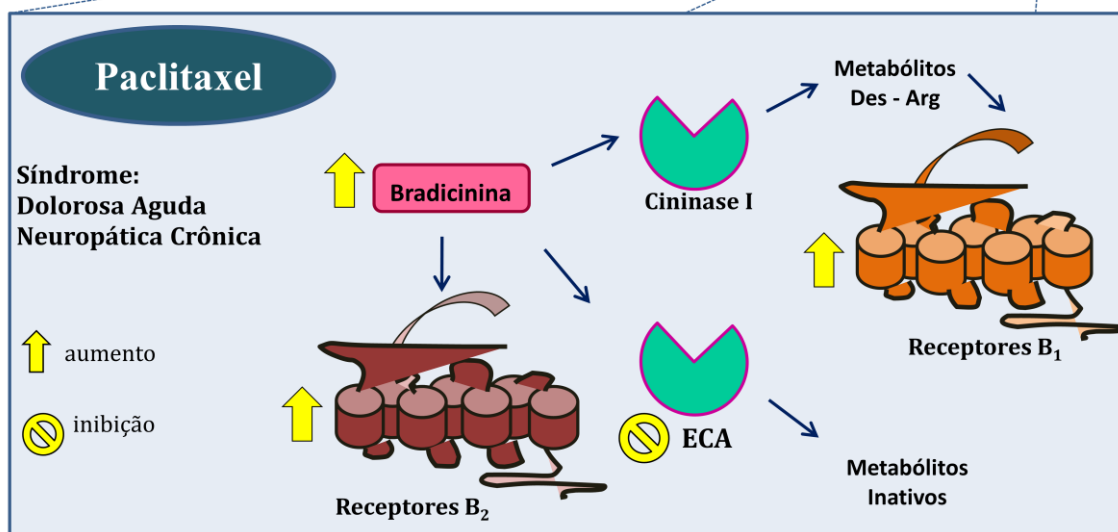 Paclitaxel
Síndrome:
Dolorosa Aguda
Neuropática Crônica
aumento
inibição
Bradicinina
Cininase I
Metabólitos
Des - Arg
Receptores B₁
Receptores B₂
ECA
Metabólitos
Inativos